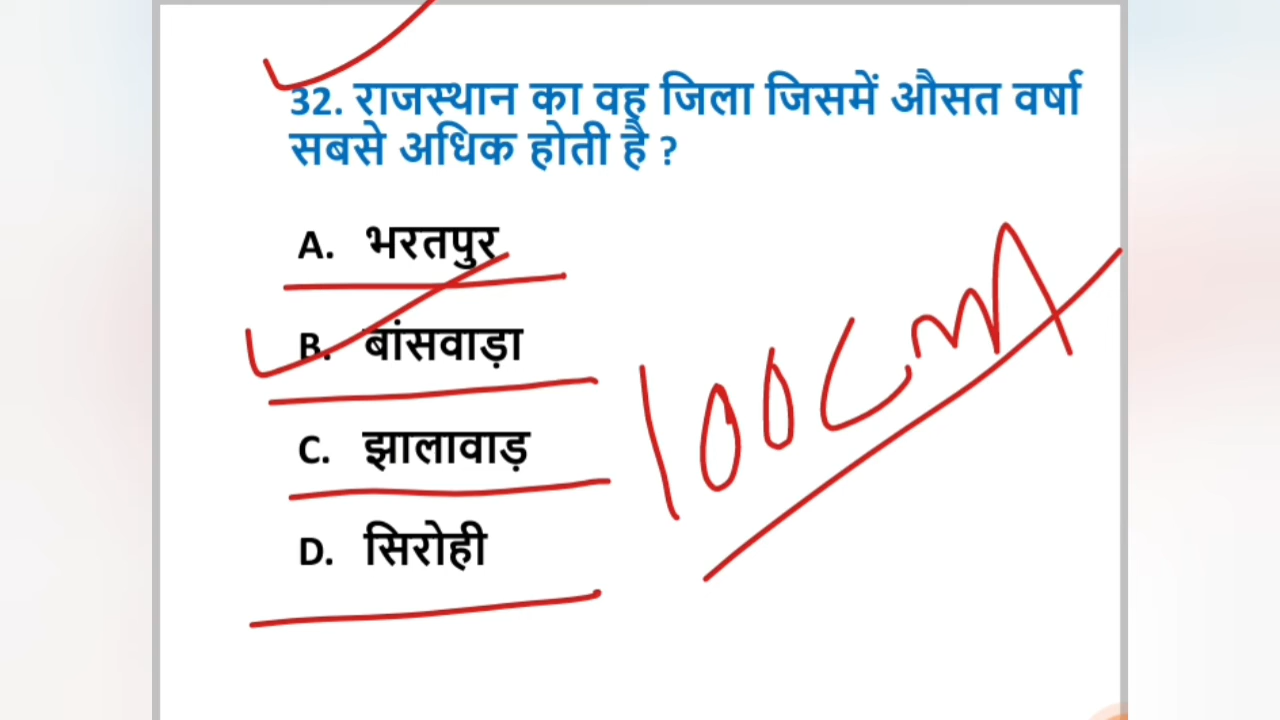 32. राजस्थान का वह जिला जिसमें औसत वर्षा
सबसे अधिक होती है ?
A. भरतपुर
B. बांसवाड़ा
C. झालावाड़
D. सिरोही
100cm